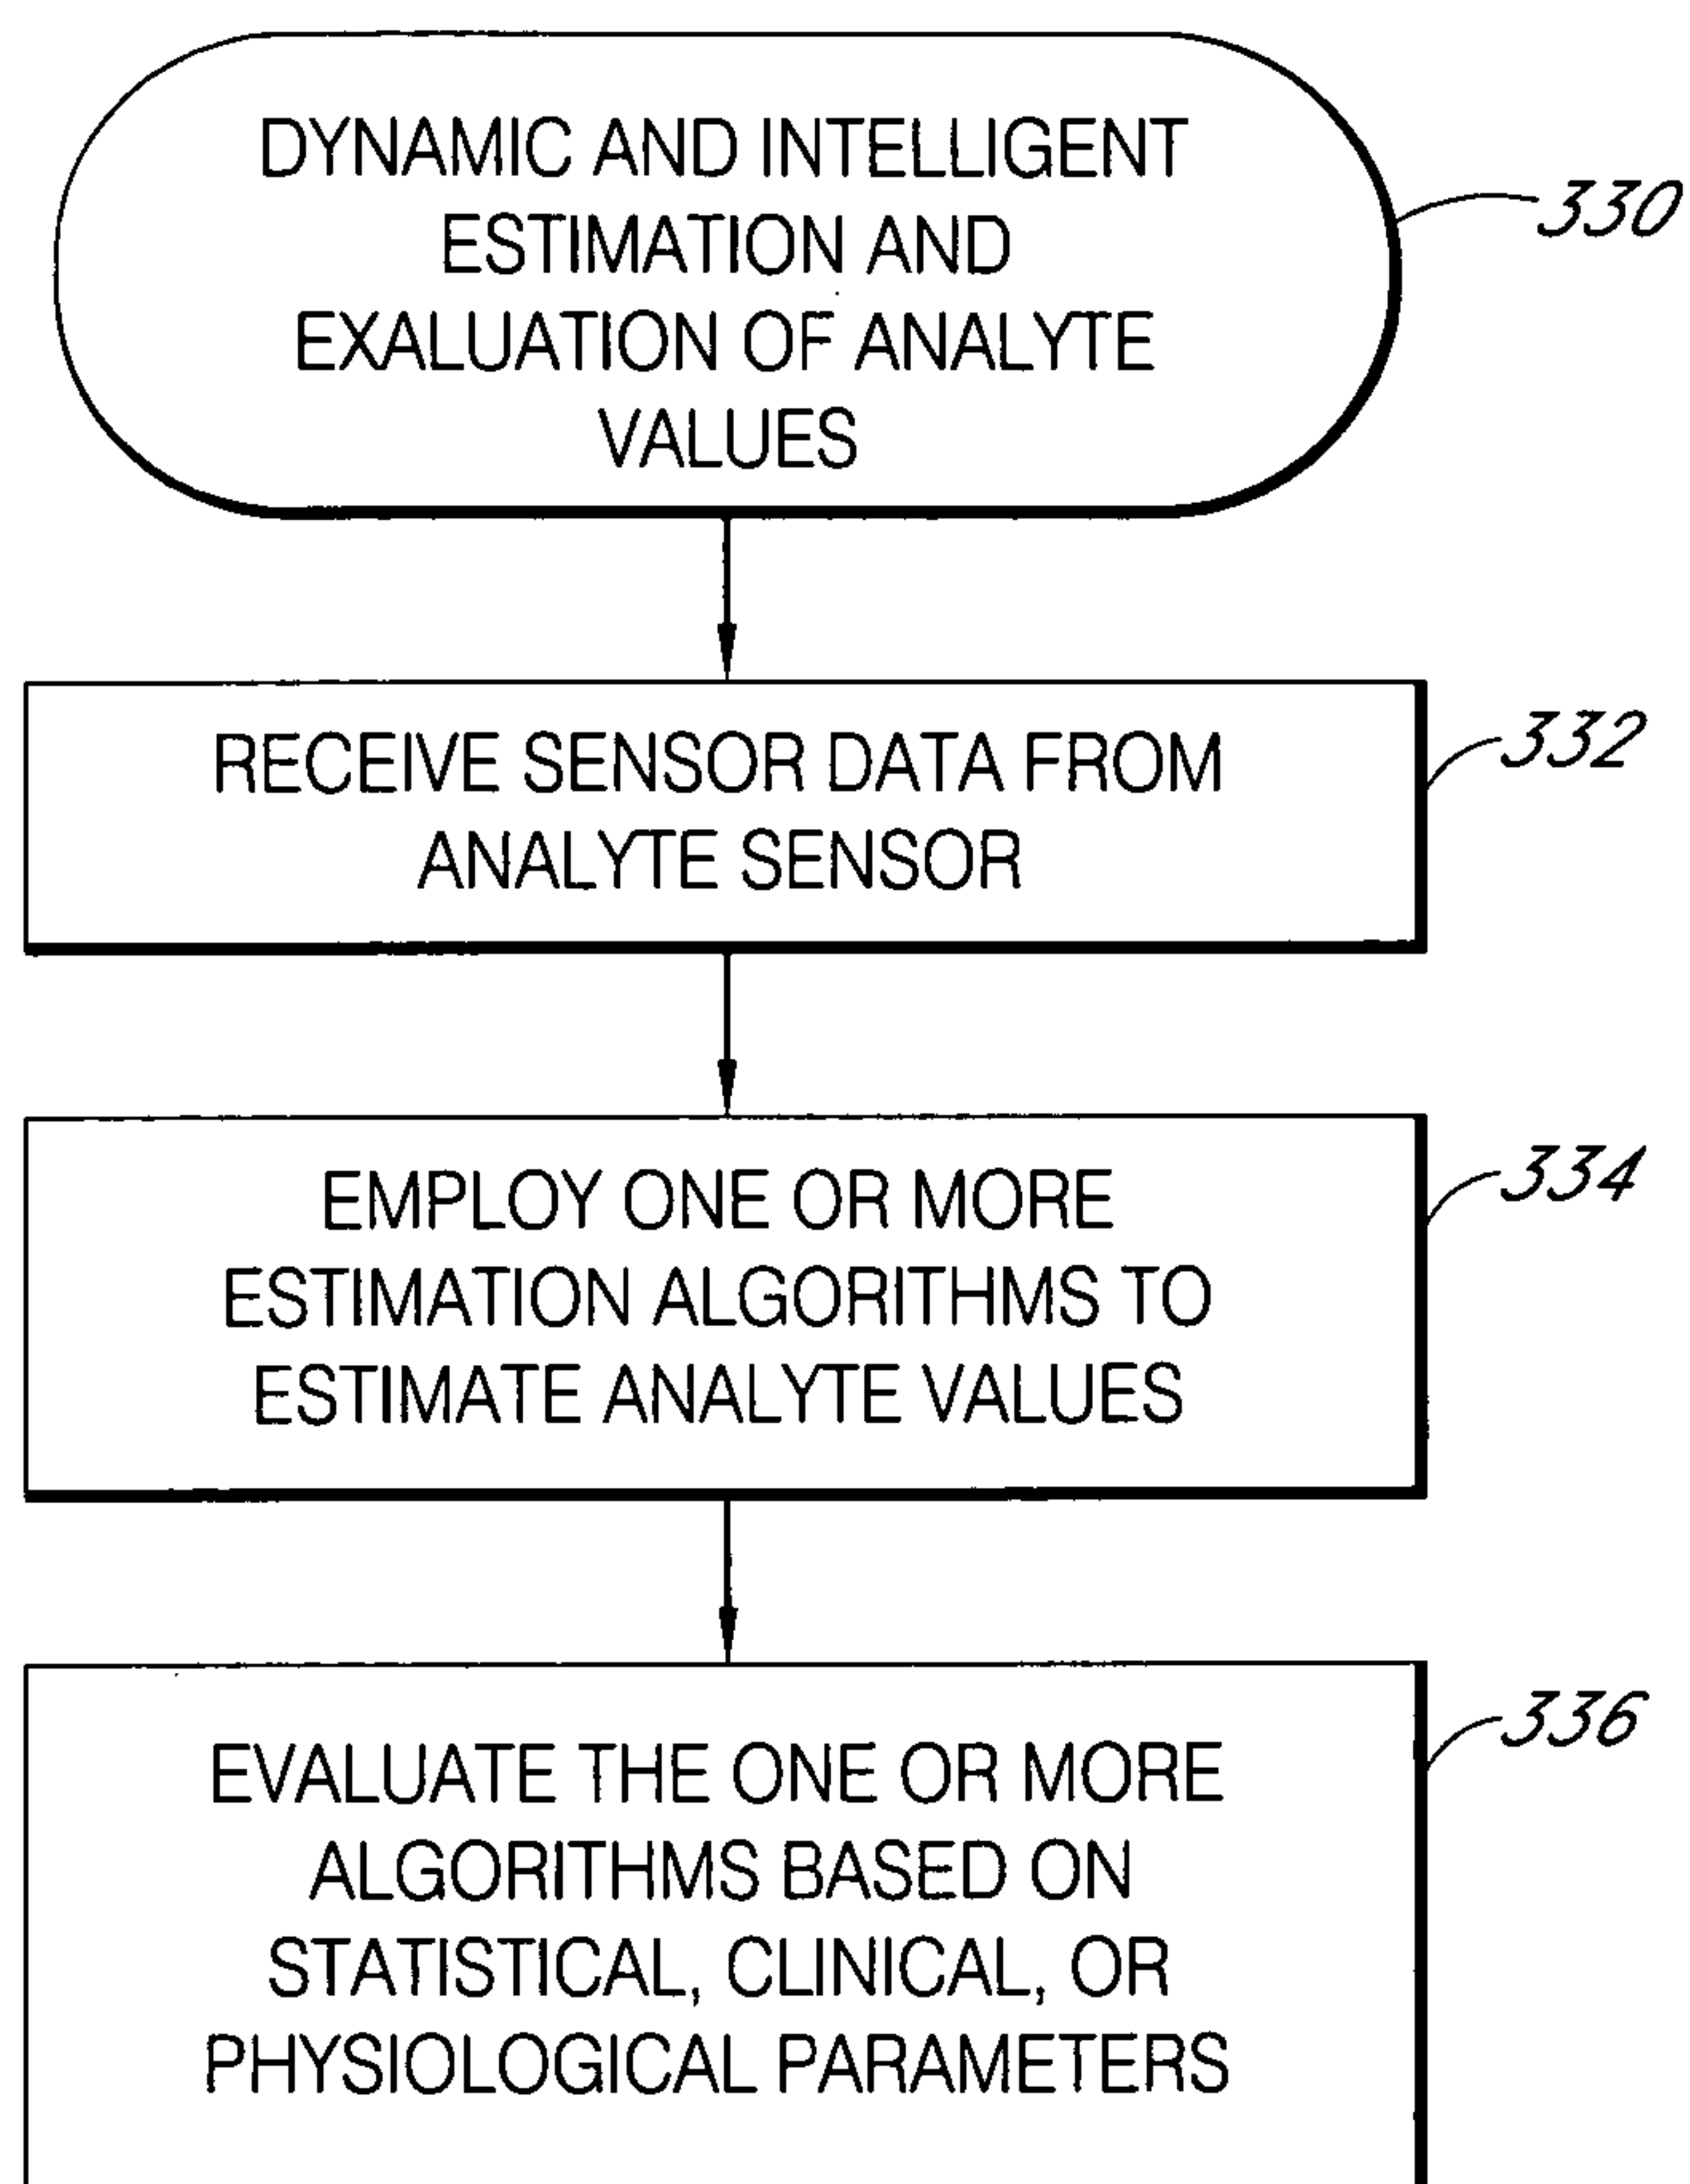 DYNAMIC AND INTELLIGENT
ESTIMATION AND
EXALUATION OF ANALYTE
VALUES
330
RECEIVE SENSOR DATA FROM
ANALYTE SENSOR
332
EMPLOY ONE OR MORE
ESTIMATION ALGORITHMS TO
ESTIMATE ANALYTE VALUES
334
EVALUATE THE ONE OR MORE
ALGORITHMS BASED ON
STATISTICAL, CLINICAL, OR
PHYSIOLOGICAL PARAMETERS
336